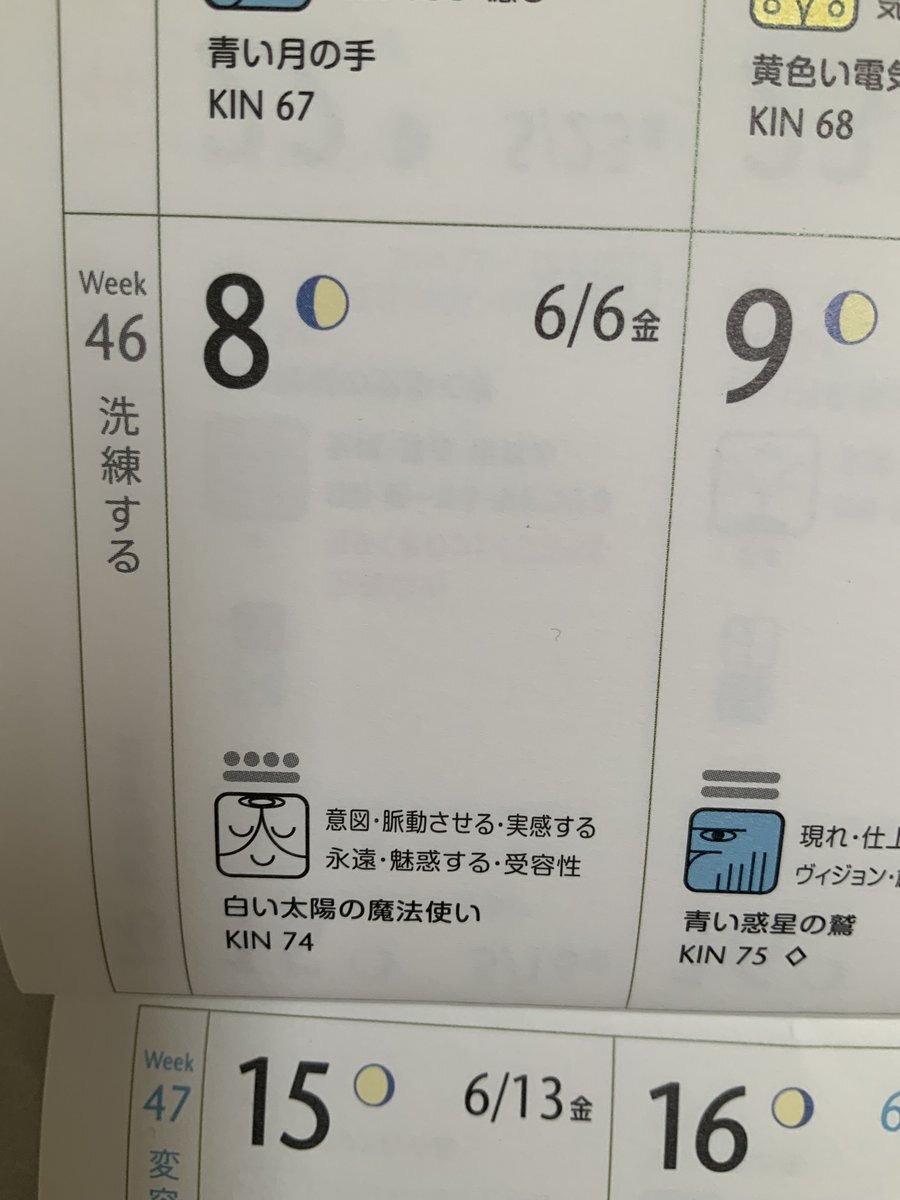 青い月の手
KIN 67
黄色い電気
KIN 68
Week
46
洗練する
8
6/6金
意図・脈動させる・実感する
永遠・魅惑する・受容性
白い太陽の魔法使い
KIN 74
9
現れ・仕上
ヴィジョン・
青い惑星の鷲
KIN 75 ◇
Week
47
変容
15
6/13金
16
6